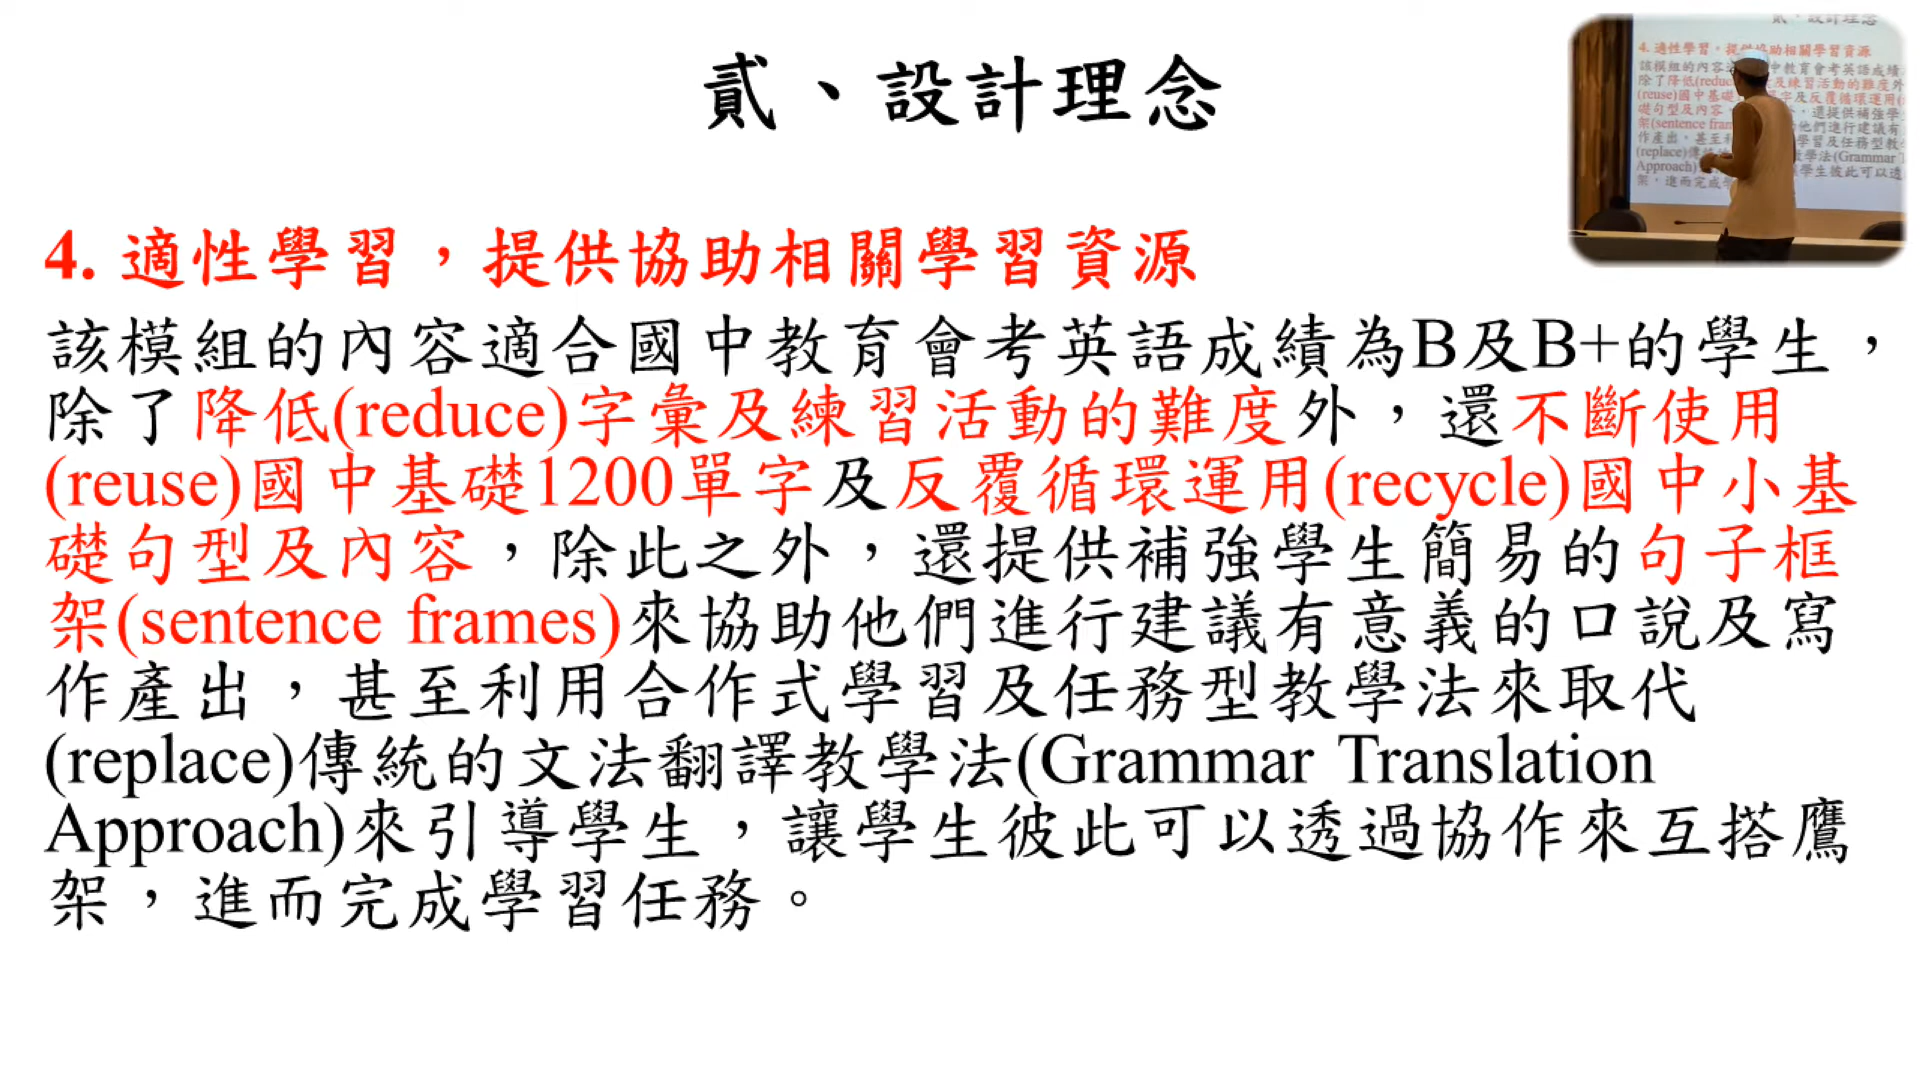 貳、設計理念
4. 適性學習，提供協助相關學習資源
該模組的內容適合國中教育會考英語成績為B及B+的學生，
除了降低(reduce)字彙及練習活動的難度外，還不斷使用
(reuse)國中基礎1200單字及反覆循環運用(recycle)國中小基
礎句型及內容，除此之外，還提供補強學生簡易的句子框
架(sentence frames)來協助他們進行建議有意義的口說及寫
作產出，甚至利用合作式學習及任務型教學法來取代
(replace)傳統的文法翻譯教學法(Grammar Translation
Approach)來引導學生，讓學生彼此可以透過協作來互搭鷹
架，進而完成學習任務。